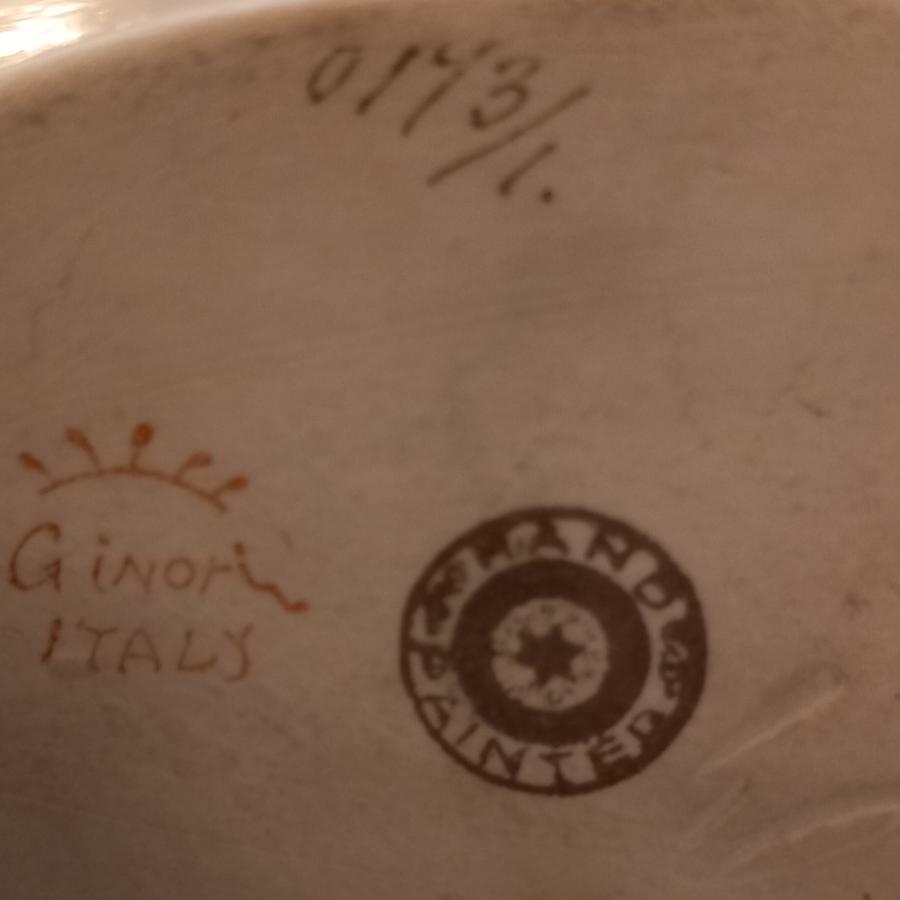 0173/1.
Ginori
ITALY
HAND
PAINTED